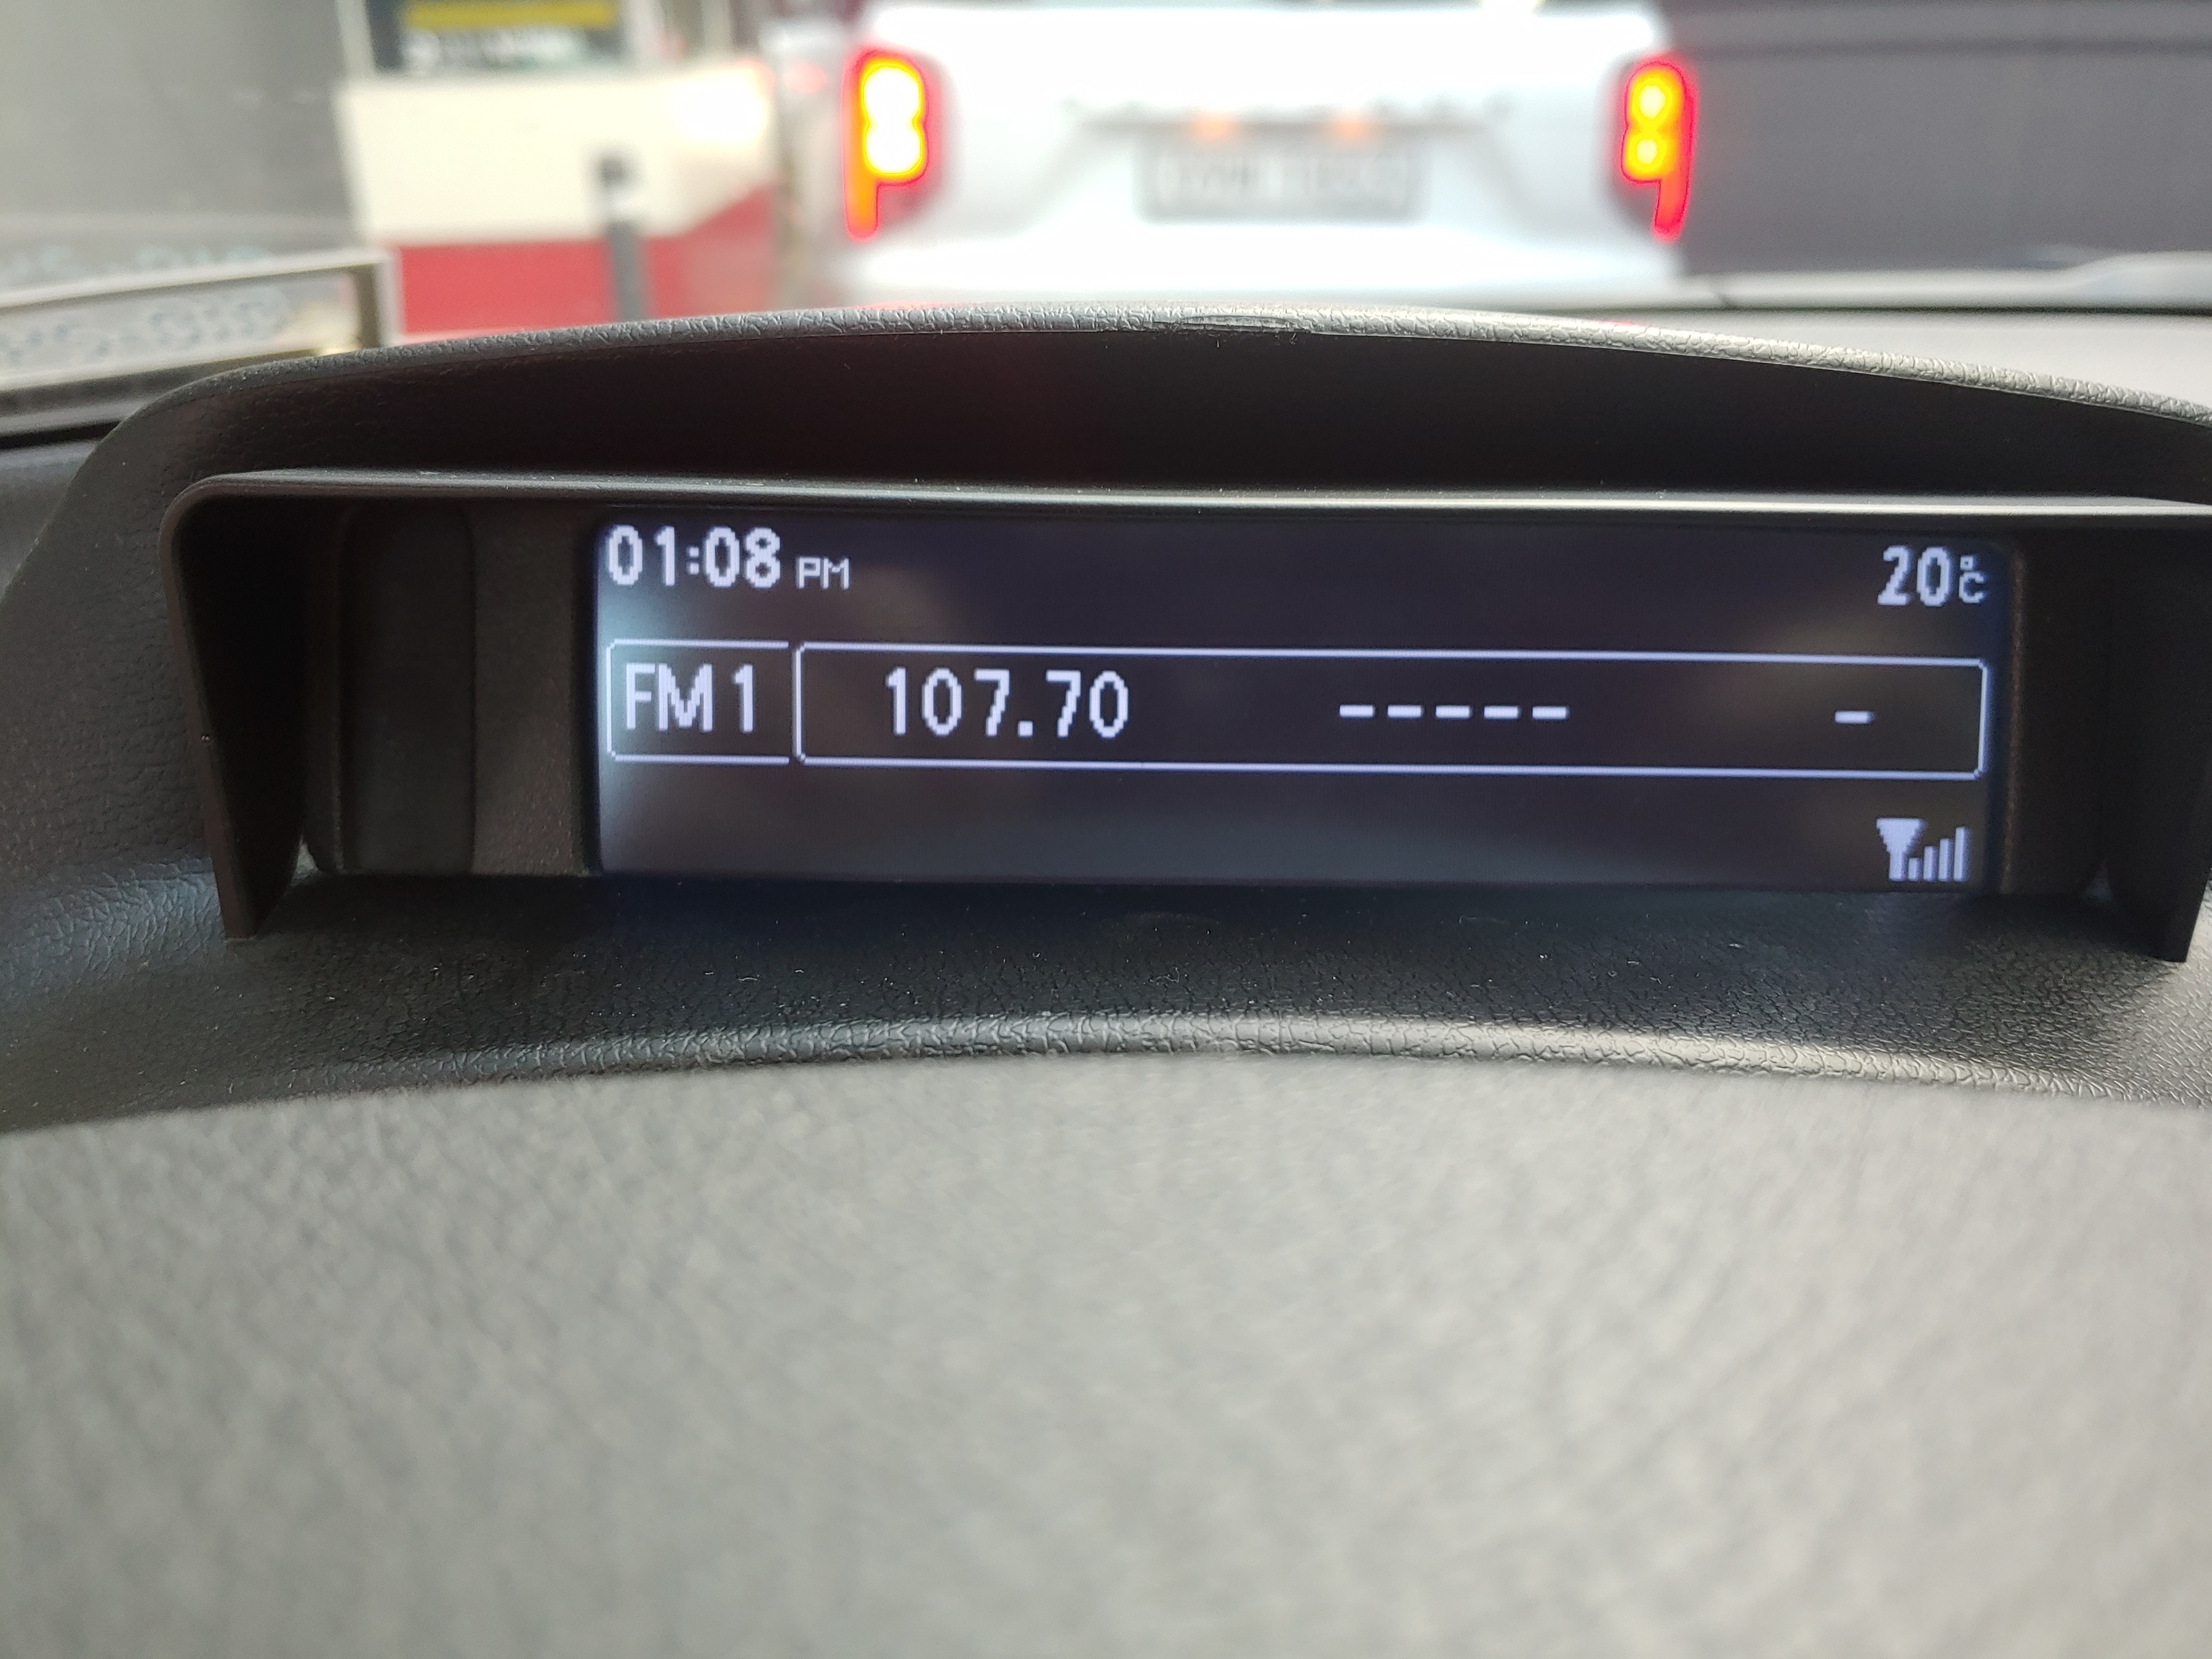 01:08 PM 20°C
FM1 107.70 ----- -